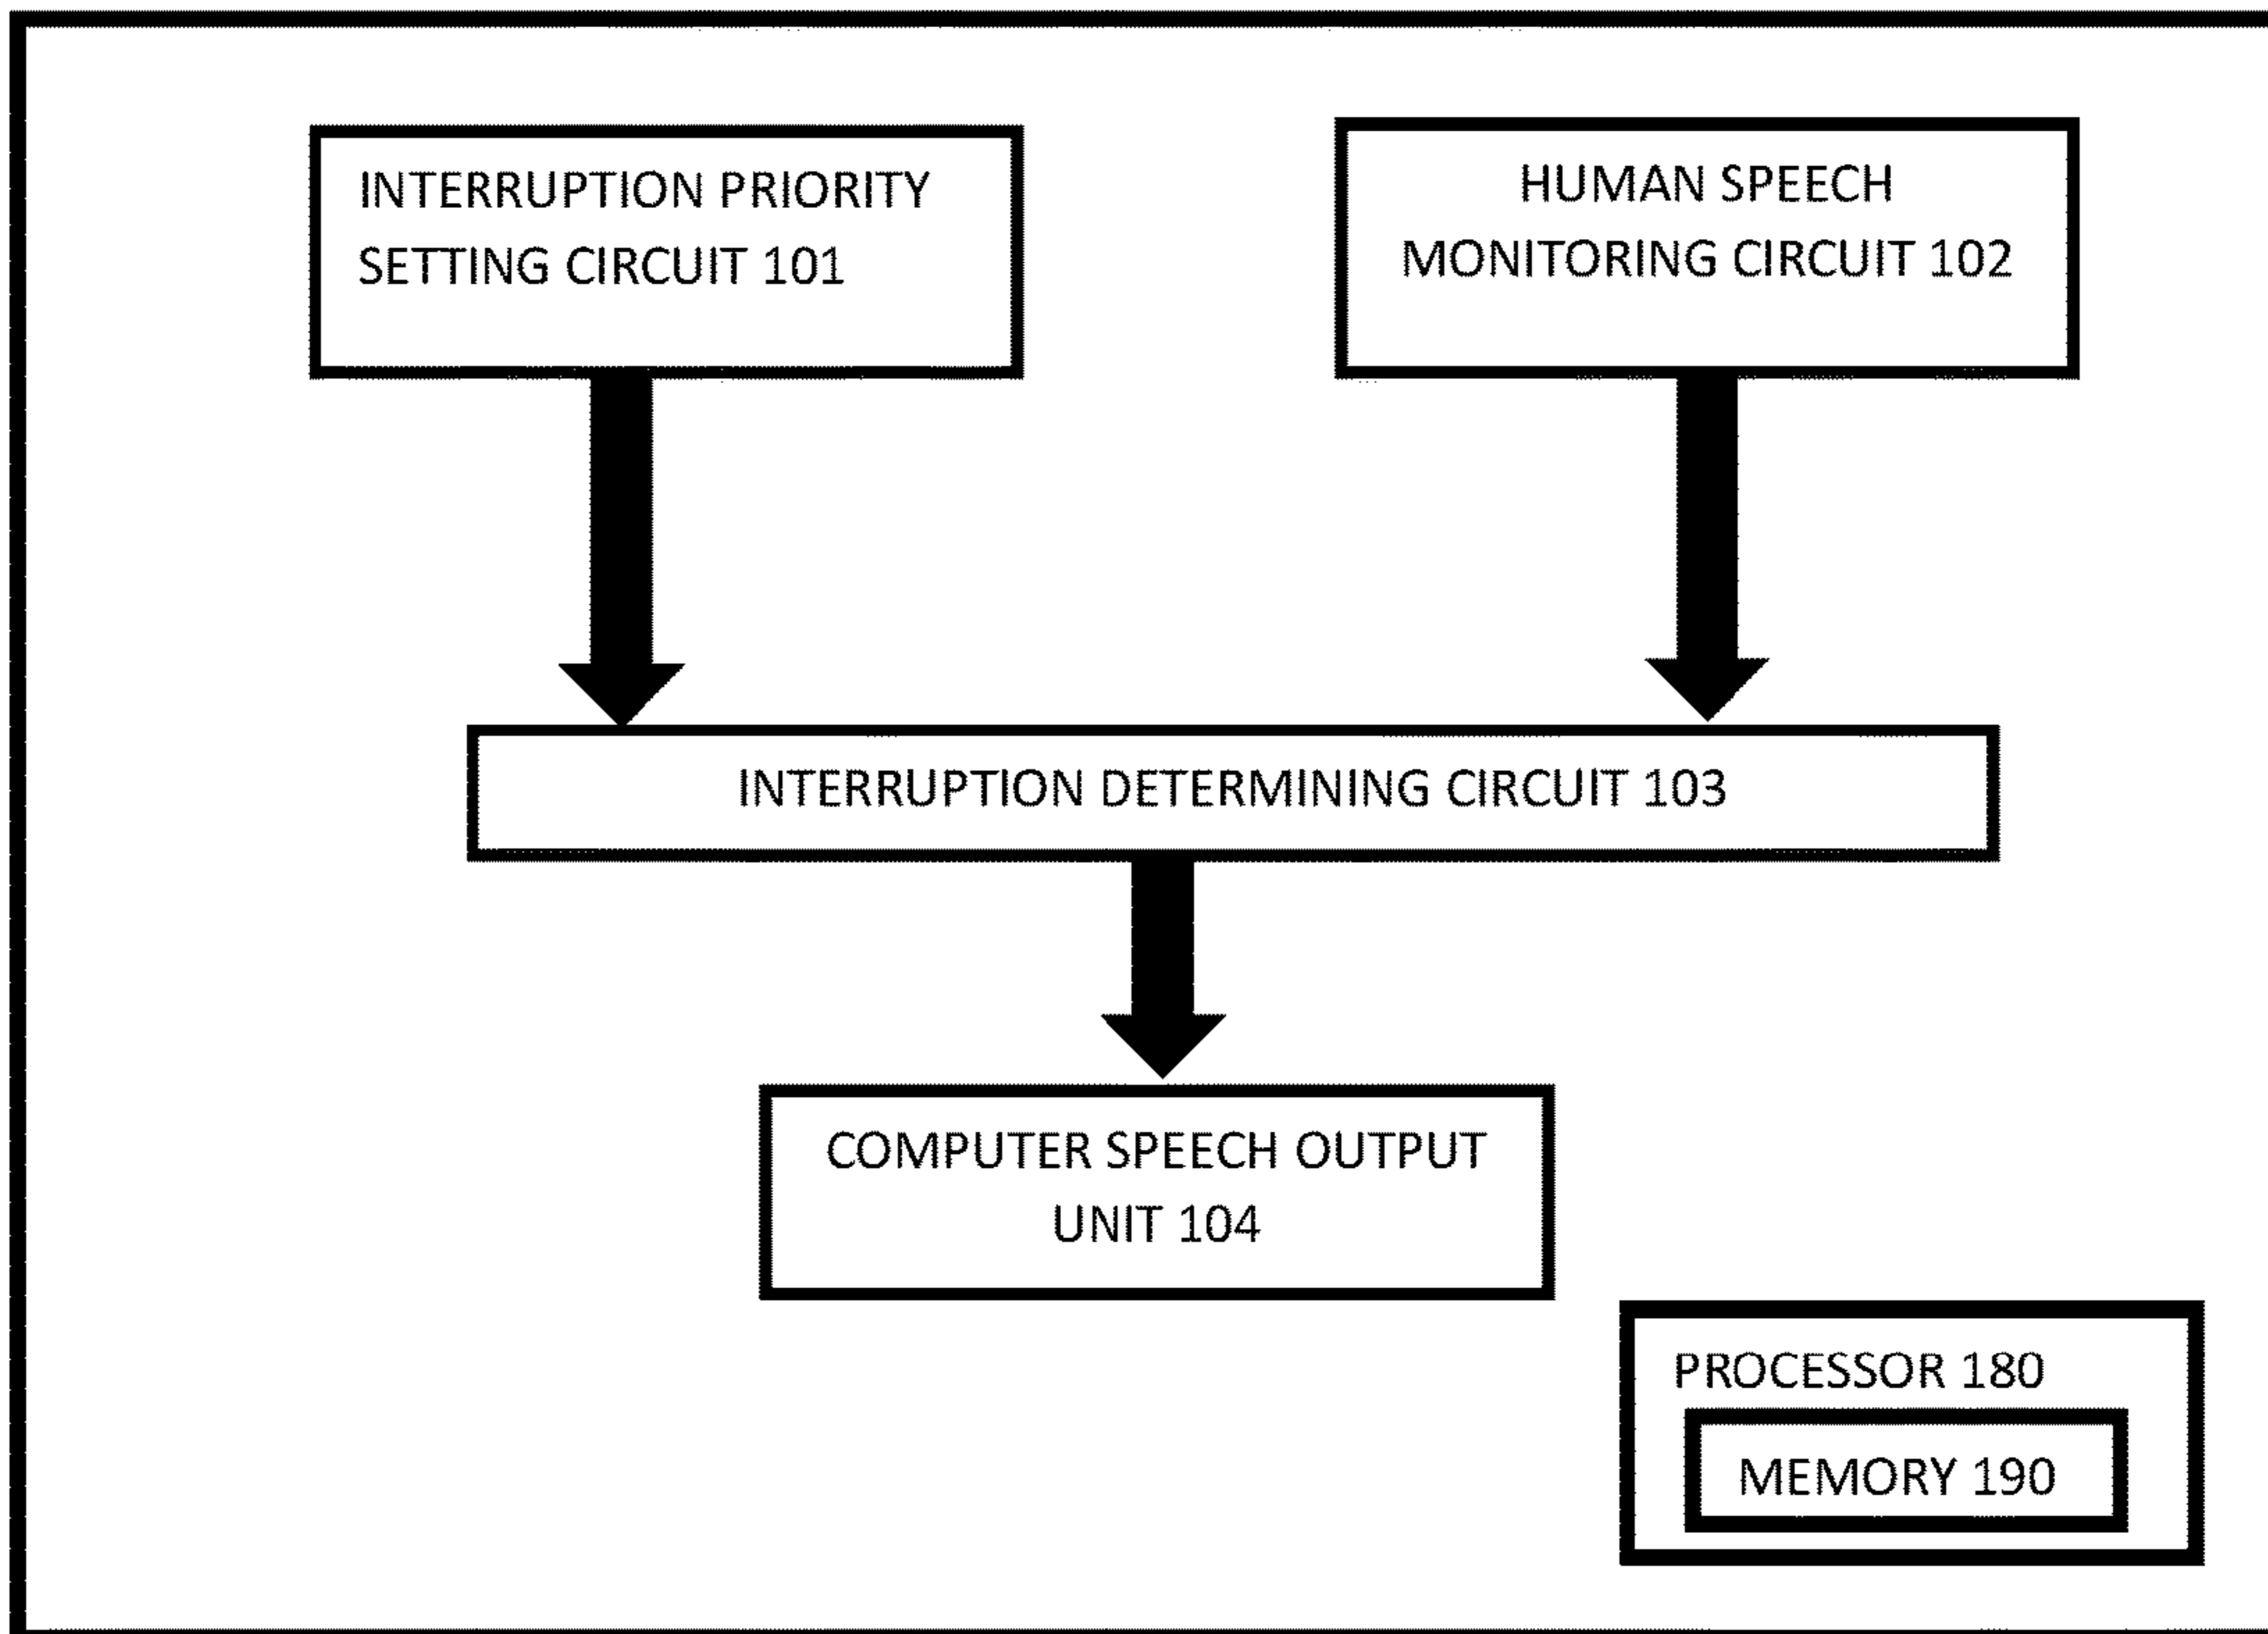 INTERRUPTION PRIORITY
SETTING CIRCUIT 101
HUMAN SPEECH
MONITORING CIRCUIT 102
INTERRUPTION DETERMINING CIRCUIT 103
COMPUTER SPEECH OUTPUT
UNIT 104
PROCESSOR 180
MEMORY 190